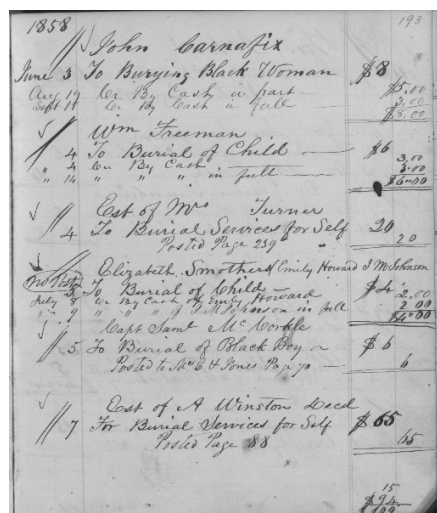 1858 193
John Carnafix
June 3 To Burying Black Woman $8
Aug 19 Cr By Cash in part $5.00
Sept 11 Cr By Cash in full 3.00
$8.00
Wm Freeman
4 To Burial of Child $6
" 4 Cr By Cash 3,00
" 14 " " " in full 3.00
$6.00
Est of Mrs Turner
4 To Burial Services for Self 20
Posted Page 259 " 20
Elizabeth Smothers Emily Howard J McJohnson
To Burial of Child $4
July 8 Cr By Cash of Emily Howard 2,00
" 9 " " " in full 2 00
$4.00
Capt Saml McCorkle
5 To Burial of Black Boy $6
Posted to Mrs E H Jones Page 70 6
Est of A Winston Decd
7 For Burial Services for Self $65
Posted Page 88 65
15
$94
109